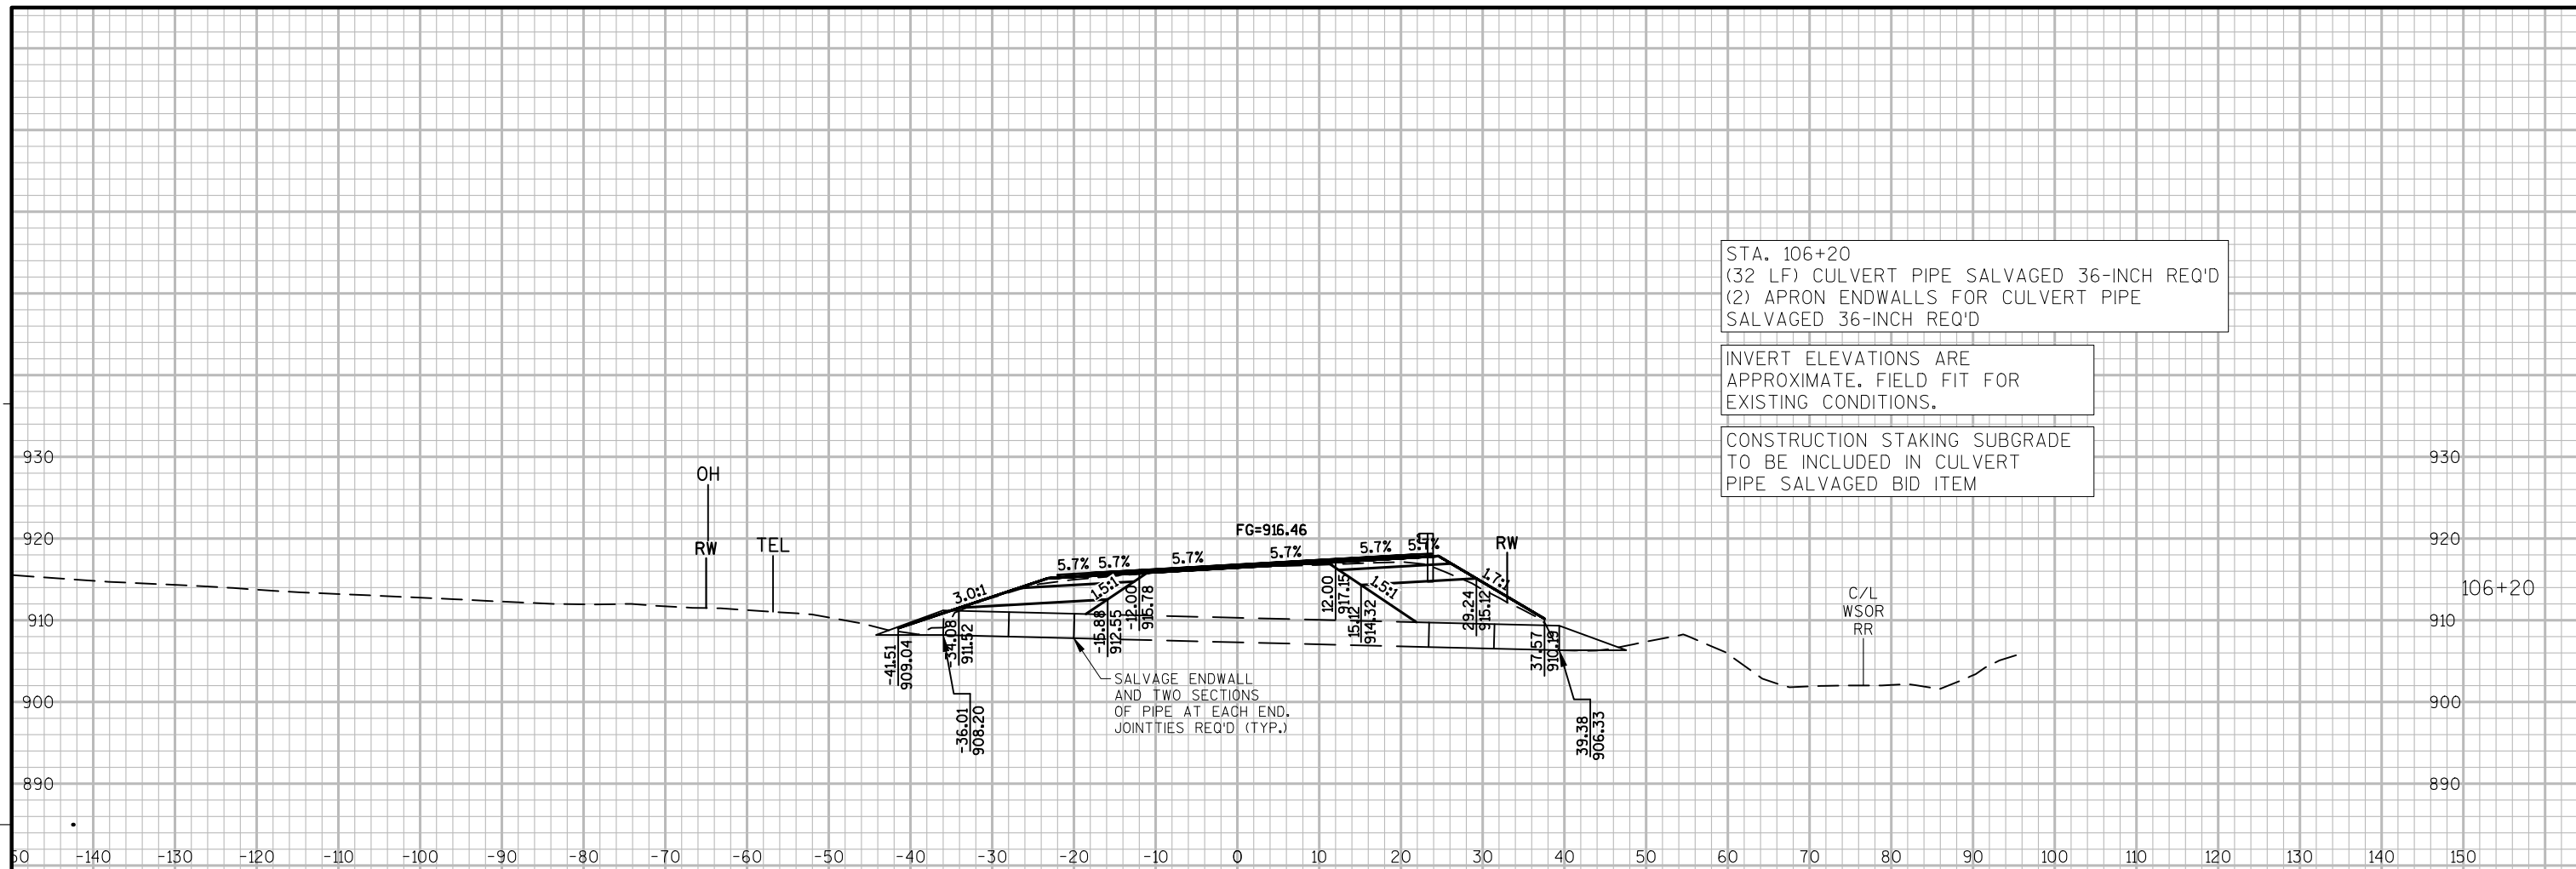 STA. 106+20
(32 LF) CULVERT PIPE SALVAGED 36-INCH REQ'D
(2) APRON ENDWALLS FOR CULVERT PIPE
SALVAGED 36-INCH REQ'D
INVERT ELEVATIONS ARE
APPROXIMATE. FIELD FIT FOR
EXISTING CONDITIONS.
CONSTRUCTION STAKING SUBGRADE
TO BE INCLUDED IN CULVERT
PIPE SALVAGED BID ITEM
930
930
OH
920
RW
TEL
FG=916.46
RW
920
5.7%
5.7%
5.7%
5.7%
5.7%
5.7%
3.0:1
1.5:1
1.5:1
1.7:1
106+20
C/L
WSOR
RR
910
910
-41.51
909.04
-34.08
911.52
-15.88
912.55
-12.00
915.78
12.00
917.15
15.12
914.32
29.24
915.12
37.57
910.19
SALVAGE ENDWALL
AND TWO SECTIONS
OF PIPE AT EACH END.
JOINTTIES REQ'D (TYP.)
900
900
-36.01
908.20
39.38
906.33
890
890
50 -140 -130 -120 -110 -100 -90 -80 -70 -60 -50 -40 -30 -20 -10 0 10 20 30 40 50 60 70 80 90 100 110 120 130 140 150